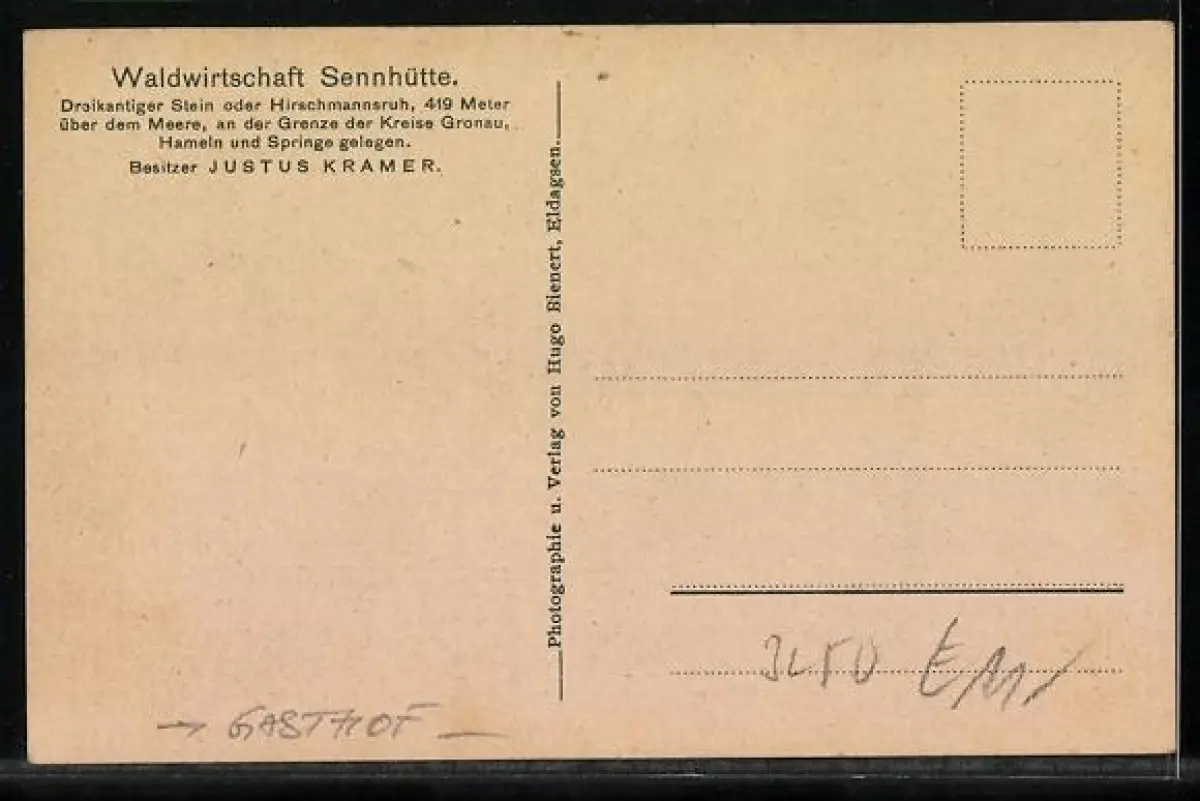 Waldwirtschaft Sennhütte.
Dreikantiger Stein oder Hirschmannsruh, 419 Meter
über dem Meere, an der Grenze der Kreise Gronau,
Hameln und Springe gelegen.
Besitzer JUSTUS KRAMER.
Photographie u. Verlag von Hugo Bienert, Eldagsen.
→ GASTHOF